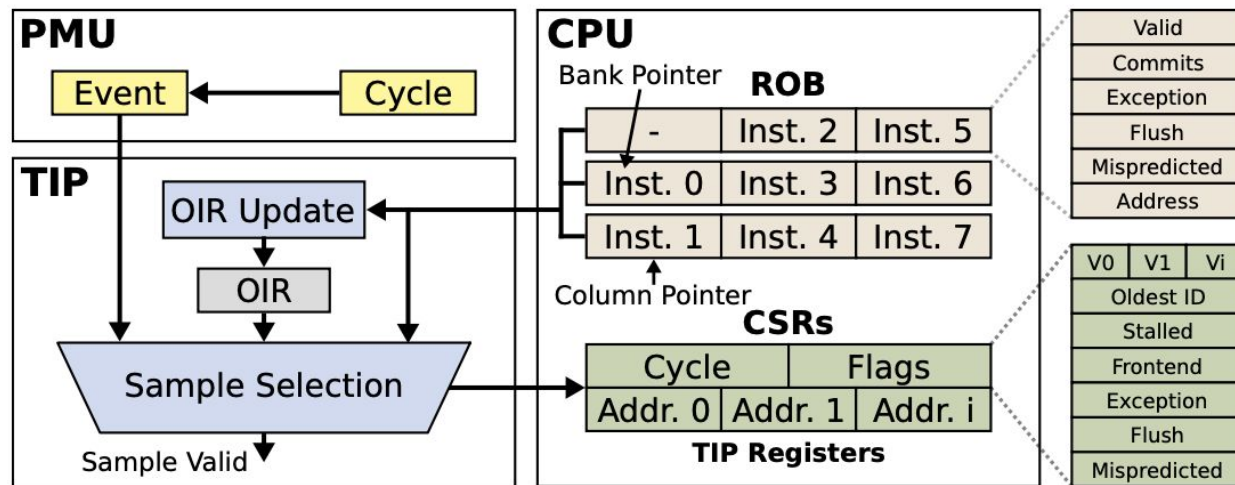 PMU
Event
Cycle
TIP
OIR Update
OIR
Sample Selection
Sample Valid
CPU
Bank Pointer
ROB
- Inst. 2 Inst. 5
Inst. 0 Inst. 3 Inst. 6
Inst. 1 Inst. 4 Inst. 7
Column Pointer
CSRs
Cycle Flags
Addr. 0 Addr. 1 Addr. i
TIP Registers
Valid
Commits
Exception
Flush
Mispredicted
Address
V0 V1 Vi
Oldest ID
Stalled
Frontend
Exception
Flush
Mispredicted